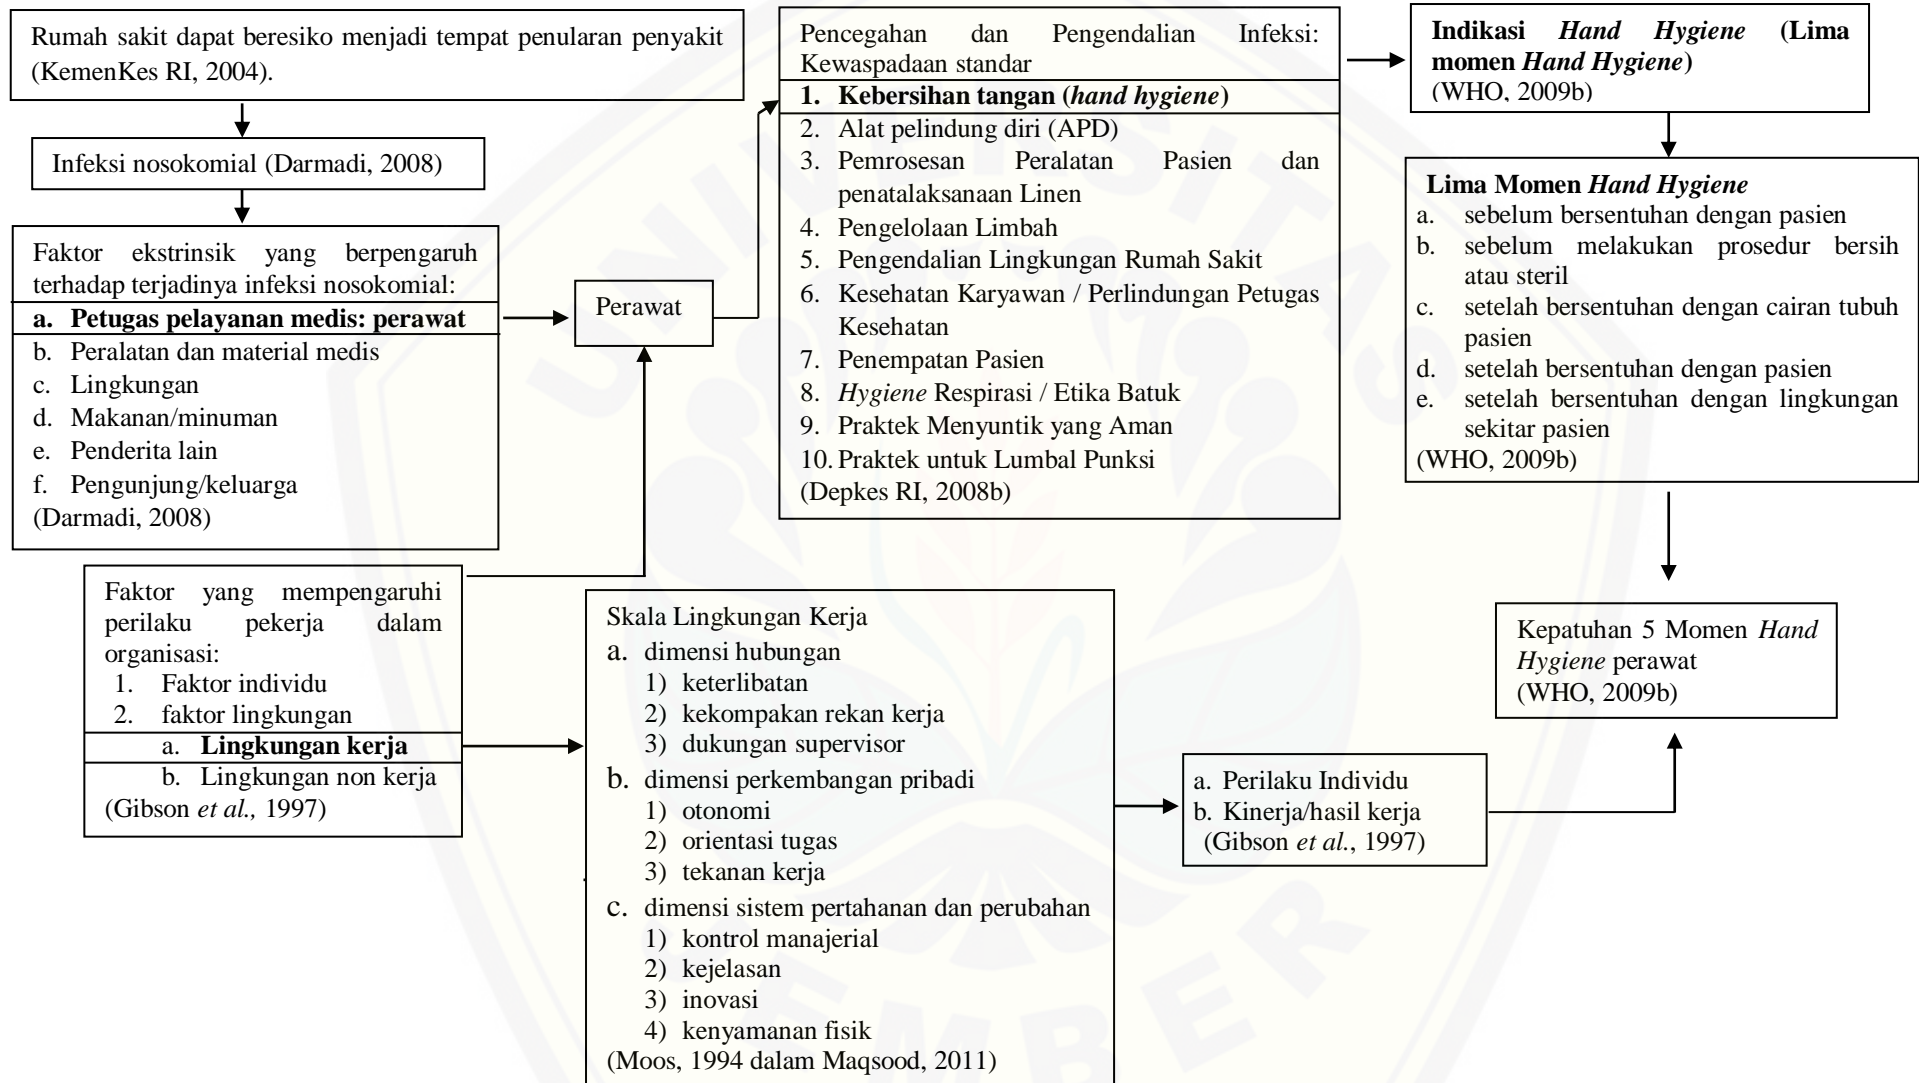 Rumah sakit dapat beresiko menjadi tempat penularan penyakit
(KemenKes RI, 2004).
Infeksi nosokomial (Darmadi, 2008)
Faktor ekstrinsik yang berpengaruh
terhadap terjadinya infeksi nosokomial:
a. Petugas pelayanan medis: perawat
b. Peralatan dan material medis
c. Lingkungan
d. Makanan/minuman
e. Penderita lain
f. Pengunjung/keluarga
(Darmadi, 2008)
Perawat
Pencegahan dan Pengendalian Infeksi:
Kewaspadaan standar
1. Kebersihan tangan (hand hygiene)
2. Alat pelindung diri (APD)
3. Pemrosesan Peralatan Pasien dan
penatalaksanaan Linen
4. Pengelolaan Limbah
5. Pengendalian Lingkungan Rumah Sakit
6. Kesehatan Karyawan / Perlindungan Petugas
Kesehatan
7. Penempatan Pasien
8. Hygiene Respirasi / Etika Batuk
9. Praktek Menyuntik yang Aman
10. Praktek untuk Lumbal Punksi
(Depkes RI, 2008b)
Indikasi Hand Hygiene (Lima
momen Hand Hygiene)
(WHO, 2009b)
Lima Momen Hand Hygiene
a. sebelum bersentuhan dengan pasien
b. sebelum melakukan prosedur bersih
atau steril
c. setelah bersentuhan dengan cairan tubuh
pasien
d. setelah bersentuhan dengan pasien
e. setelah bersentuhan dengan lingkungan
sekitar pasien
(WHO, 2009b)
Faktor yang mempengaruhi
perilaku pekerja dalam
organisasi:
1. Faktor individu
2. faktor lingkungan
a. Lingkungan kerja
b. Lingkungan non kerja
(Gibson et al., 1997)
Skala Lingkungan Kerja
a. dimensi hubungan
1) keterlibatan
2) kekompakan rekan kerja
3) dukungan supervisor
b. dimensi perkembangan pribadi
1) otonomi
2) orientasi tugas
3) tekanan kerja
c. dimensi sistem pertahanan dan perubahan
1) kontrol manajerial
2) kejelasan
3) inovasi
4) kenyamanan fisik
(Moos, 1994 dalam Maqsood, 2011)
a. Perilaku Individu
b. Kinerja/hasil kerja
(Gibson et al., 1997)
Kepatuhan 5 Momen Hand
Hygiene perawat
(WHO, 2009b)
UNIVERSITAS